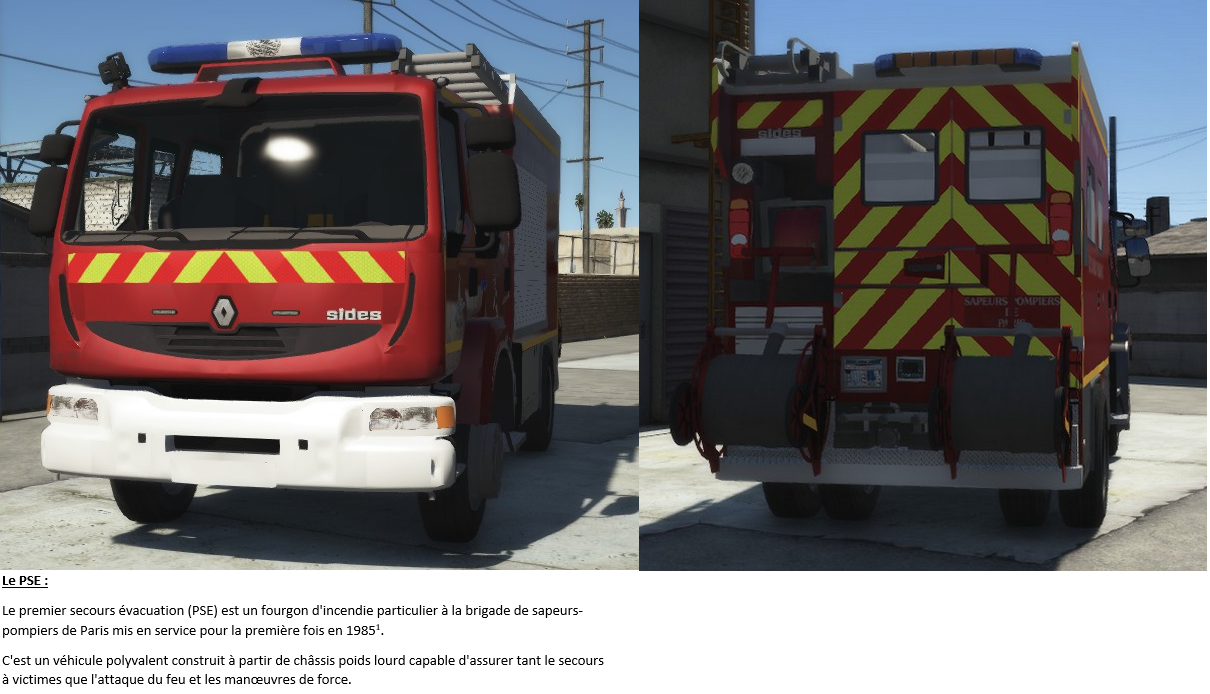 sides
sides
SAPEURS POMPIERS
DE
PARIS
Le PSE :
Le premier secours évacuation (PSE) est un fourgon d'incendie particulier à la brigade de sapeurs-
pompiers de Paris mis en service pour la première fois en 1985¹.
C'est un véhicule polyvalent construit à partir de châssis poids lourd capable d'assurer tant le secours
à victimes que l'attaque du feu et les manœuvres de force.